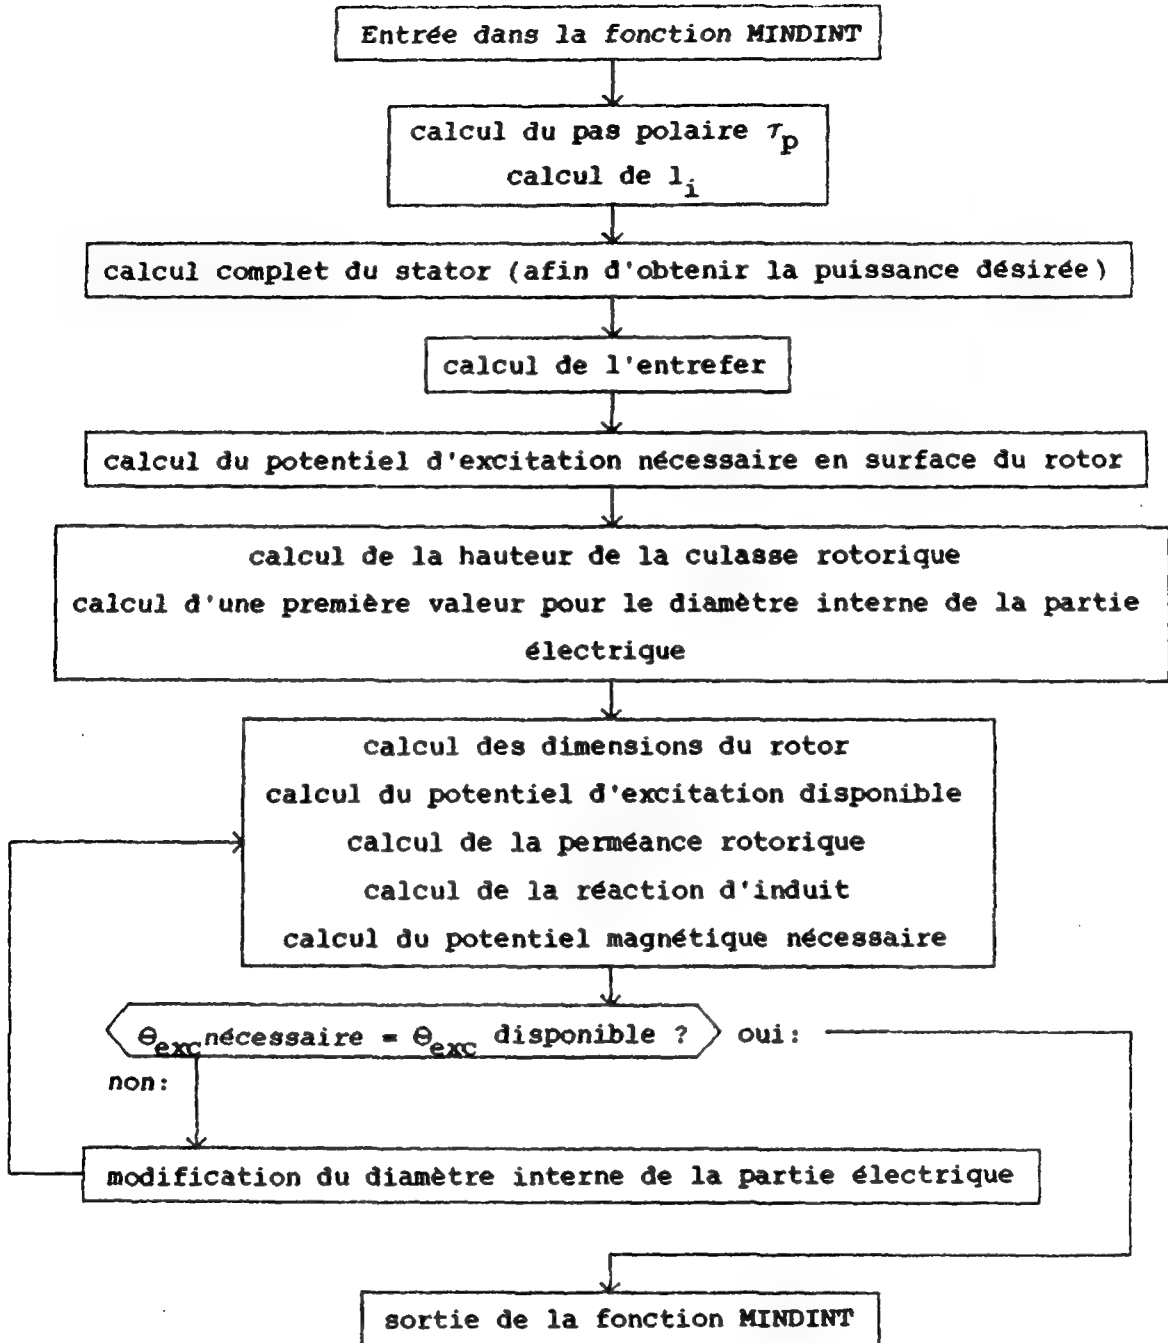 Entrée dans la fonction MINDINT
calcul du pas polaire τp
calcul de li
calcul complet du stator (afin d'obtenir la puissance désirée)
calcul de l'entrefer
calcul du potentiel d'excitation nécessaire en surface du rotor
calcul de la hauteur de la culasse rotorique
calcul d'une première valeur pour le diamètre interne de la partie
électrique
calcul des dimensions du rotor
calcul du potentiel d'excitation disponible
calcul de la perméance rotorique
calcul de la réaction d'induit
calcul du potentiel magnétique nécessaire
Θexc nécessaire = Θexc disponible ? oui:
non:
modification du diamètre interne de la partie électrique
sortie de la fonction MINDINT